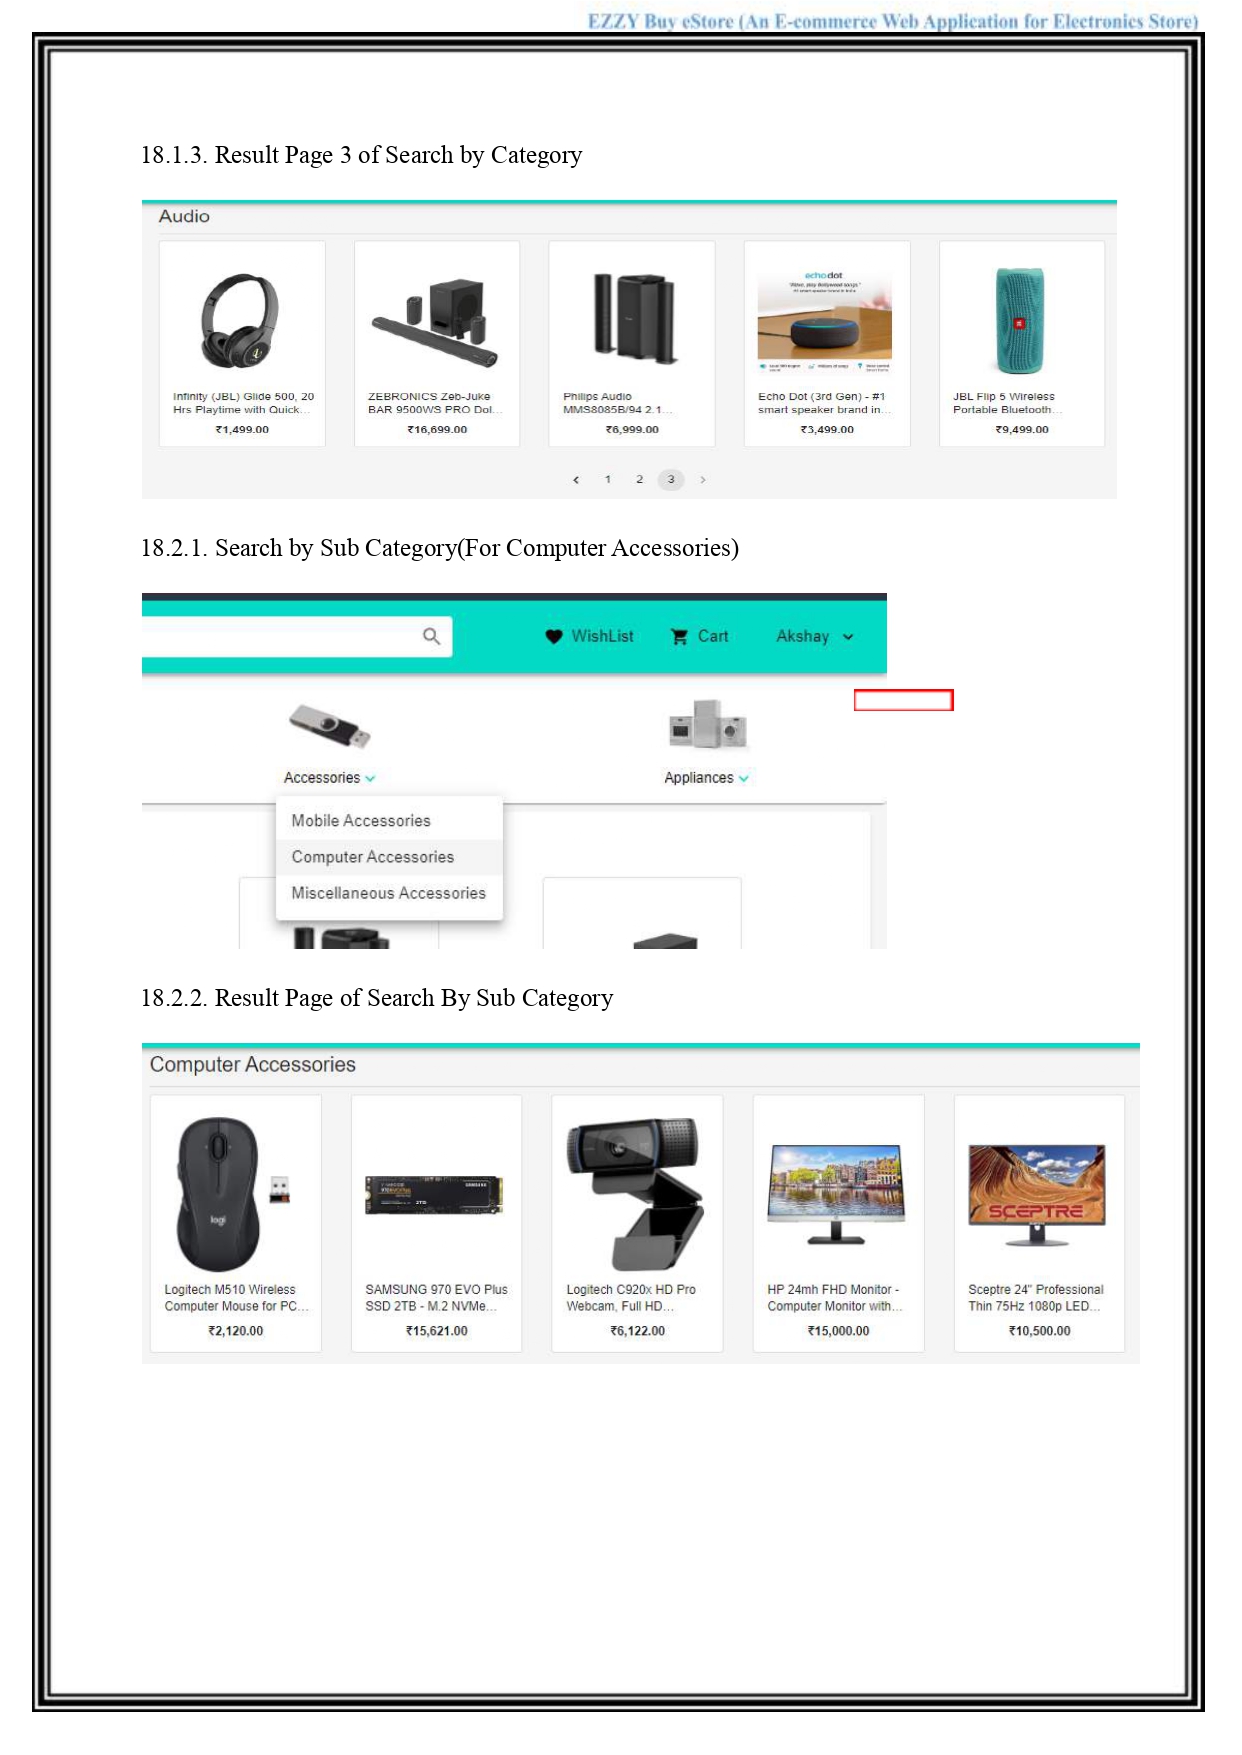 EZZY Buy eStore (An E-commerce Web Application for Electronics Store)
18.1.3. Result Page 3 of Search by Category
Audio
echo dot
Infinity (JBL) Glide 500, 20
Hrs Playtime with Quick...
₹1,499.00
ZEBRONICS Zeb-Juke
BAR 9500WS PRO Dol...
₹16,699.00
Philips Audio
MMS8085B/94 2.1...
₹6,999.00
Echo Dot (3rd Gen) - #1
smart speaker brand in...
₹3,499.00
JBL Flip 5 Wireless
Portable Bluetooth...
₹9,499.00
1 2 3
18.2.1. Search by Sub Category(For Computer Accessories)
WishList Cart Akshay
Accessories Appliances
Mobile Accessories
Computer Accessories
Miscellaneous Accessories
18.2.2. Result Page of Search By Sub Category
Computer Accessories
logi
SAMSUNG
2TB
SCEPTRE
Logitech M510 Wireless
Computer Mouse for PC...
₹2,120.00
SAMSUNG 970 EVO Plus
SSD 2TB - M.2 NVMe...
₹15,621.00
Logitech C920x HD Pro
Webcam, Full HD...
₹6,122.00
HP 24mh FHD Monitor -
Computer Monitor with...
₹15,000.00
Sceptre 24" Professional
Thin 75Hz 1080p LED...
₹10,500.00